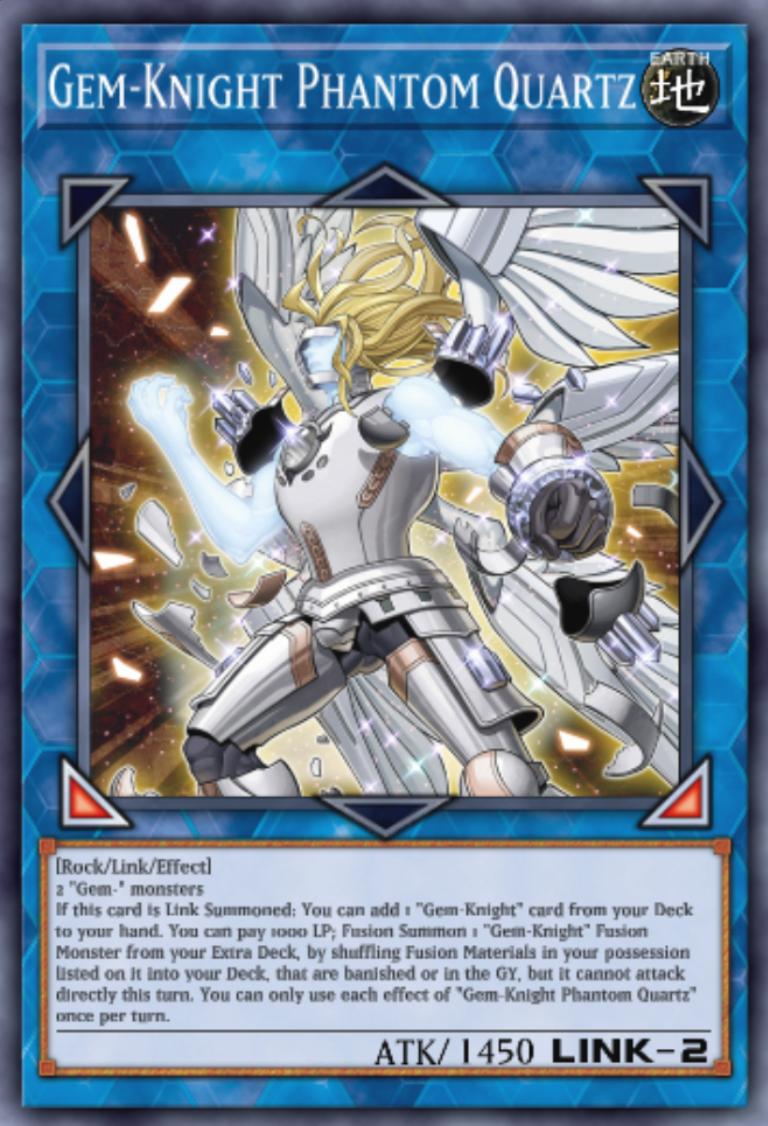 GEM-KNIGHT PHANTOM QUARTZ
EARTH
地
[Rock/Link/Effect]
2 "Gem-" monsters
If this card is Link Summoned: You can add 1 "Gem-Knight" card from your Deck
to your hand. You can pay 1000 LP; Fusion Summon 1 "Gem-Knight" Fusion
Monster from your Extra Deck, by shuffling Fusion Materials in your possession
listed on it into your Deck, that are banished or in the GY, but it cannot attack
directly this turn. You can only use each effect of "Gem-Knight Phantom Quartz"
once per turn.
ATK/ 1450 LINK-2